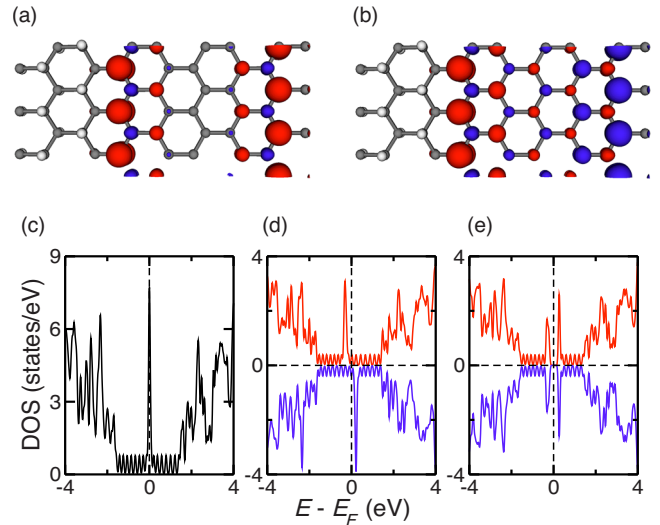 (a) (b)
(c) (d) (e)
9 4 4
6
3 0 0
0 -4 -4
-4 0 4 -4 0 4 -4 0 4
DOS (states/eV)
E - E_F (eV)